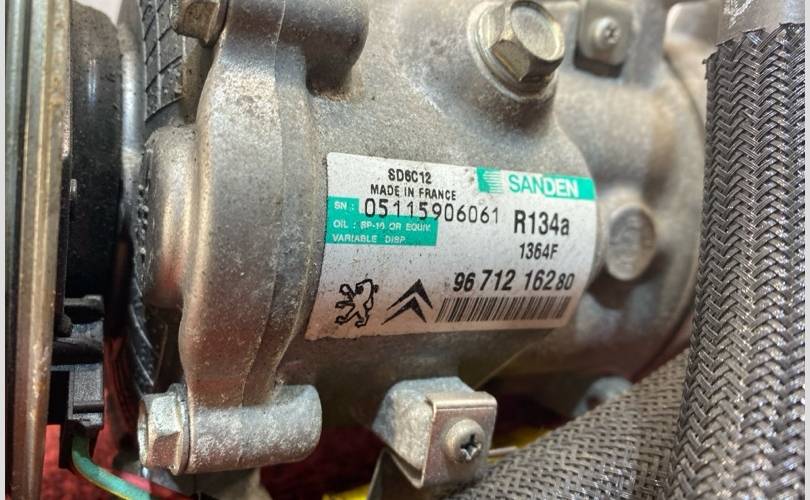 SD6C12
MADE IN FRANCE
SANDEN
SN : 05115906061
OIL : SP-10 OR EQUIV.
VARIABLE DISP.
R134a
1364F
96 712 162 80